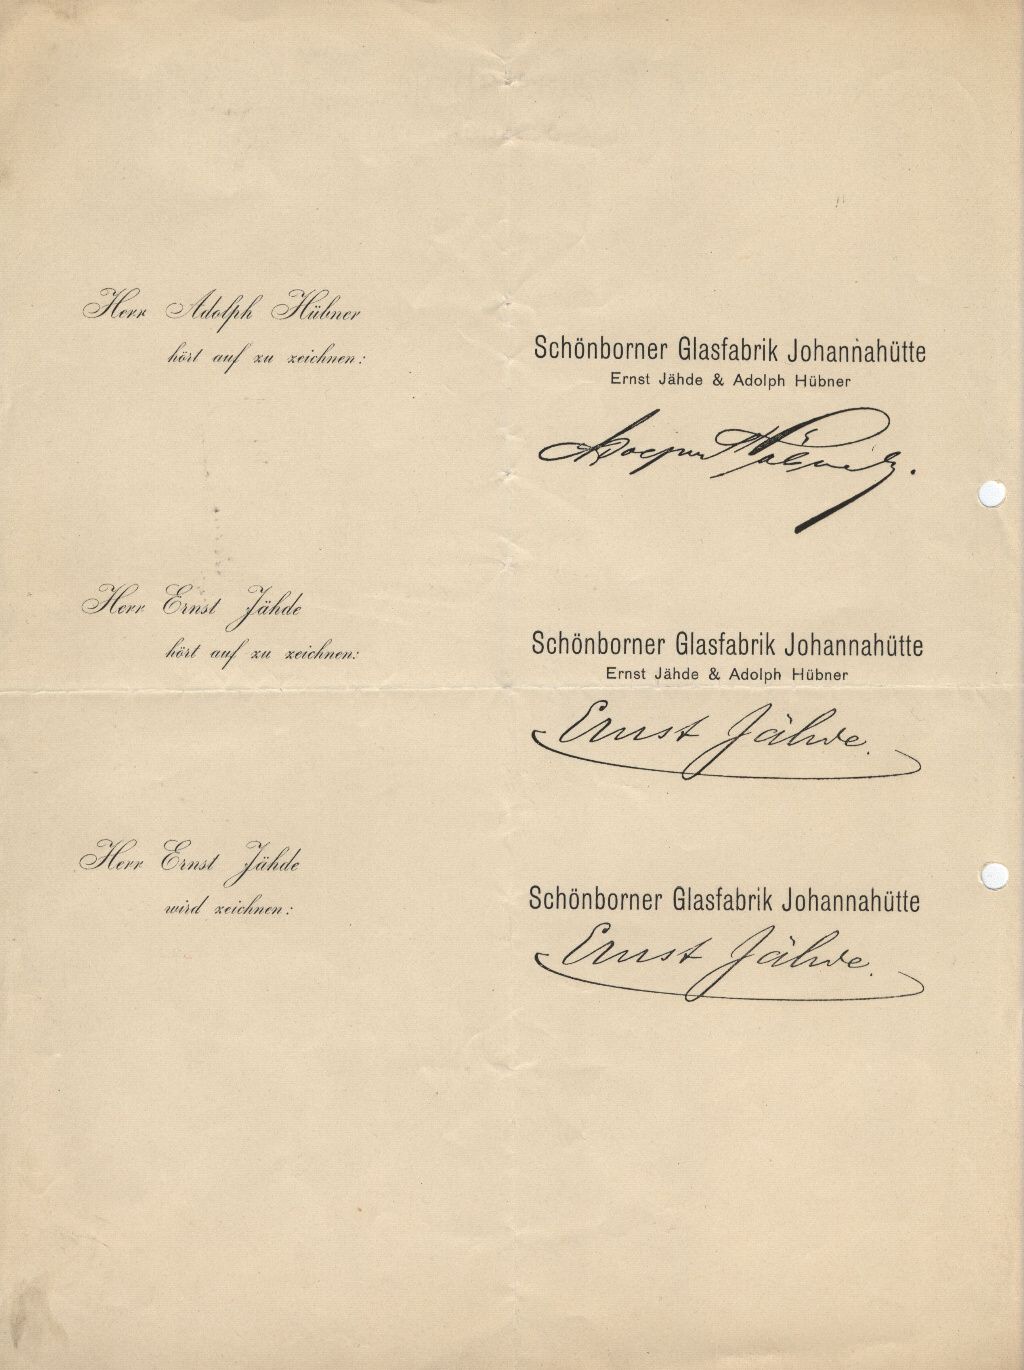 Herr Adolph Hübner
hört auf zu zeichnen:
Schönborner Glasfabrik Johannahütte
Ernst Jähde & Adolph Hübner
Adolph Hübner.
Herr Ernst Jähde
hört auf zu zeichnen:
Schönborner Glasfabrik Johannahütte
Ernst Jähde & Adolph Hübner
Ernst Jähde.
Herr Ernst Jähde
wird zeichnen:
Schönborner Glasfabrik Johannahütte
Ernst Jähde.